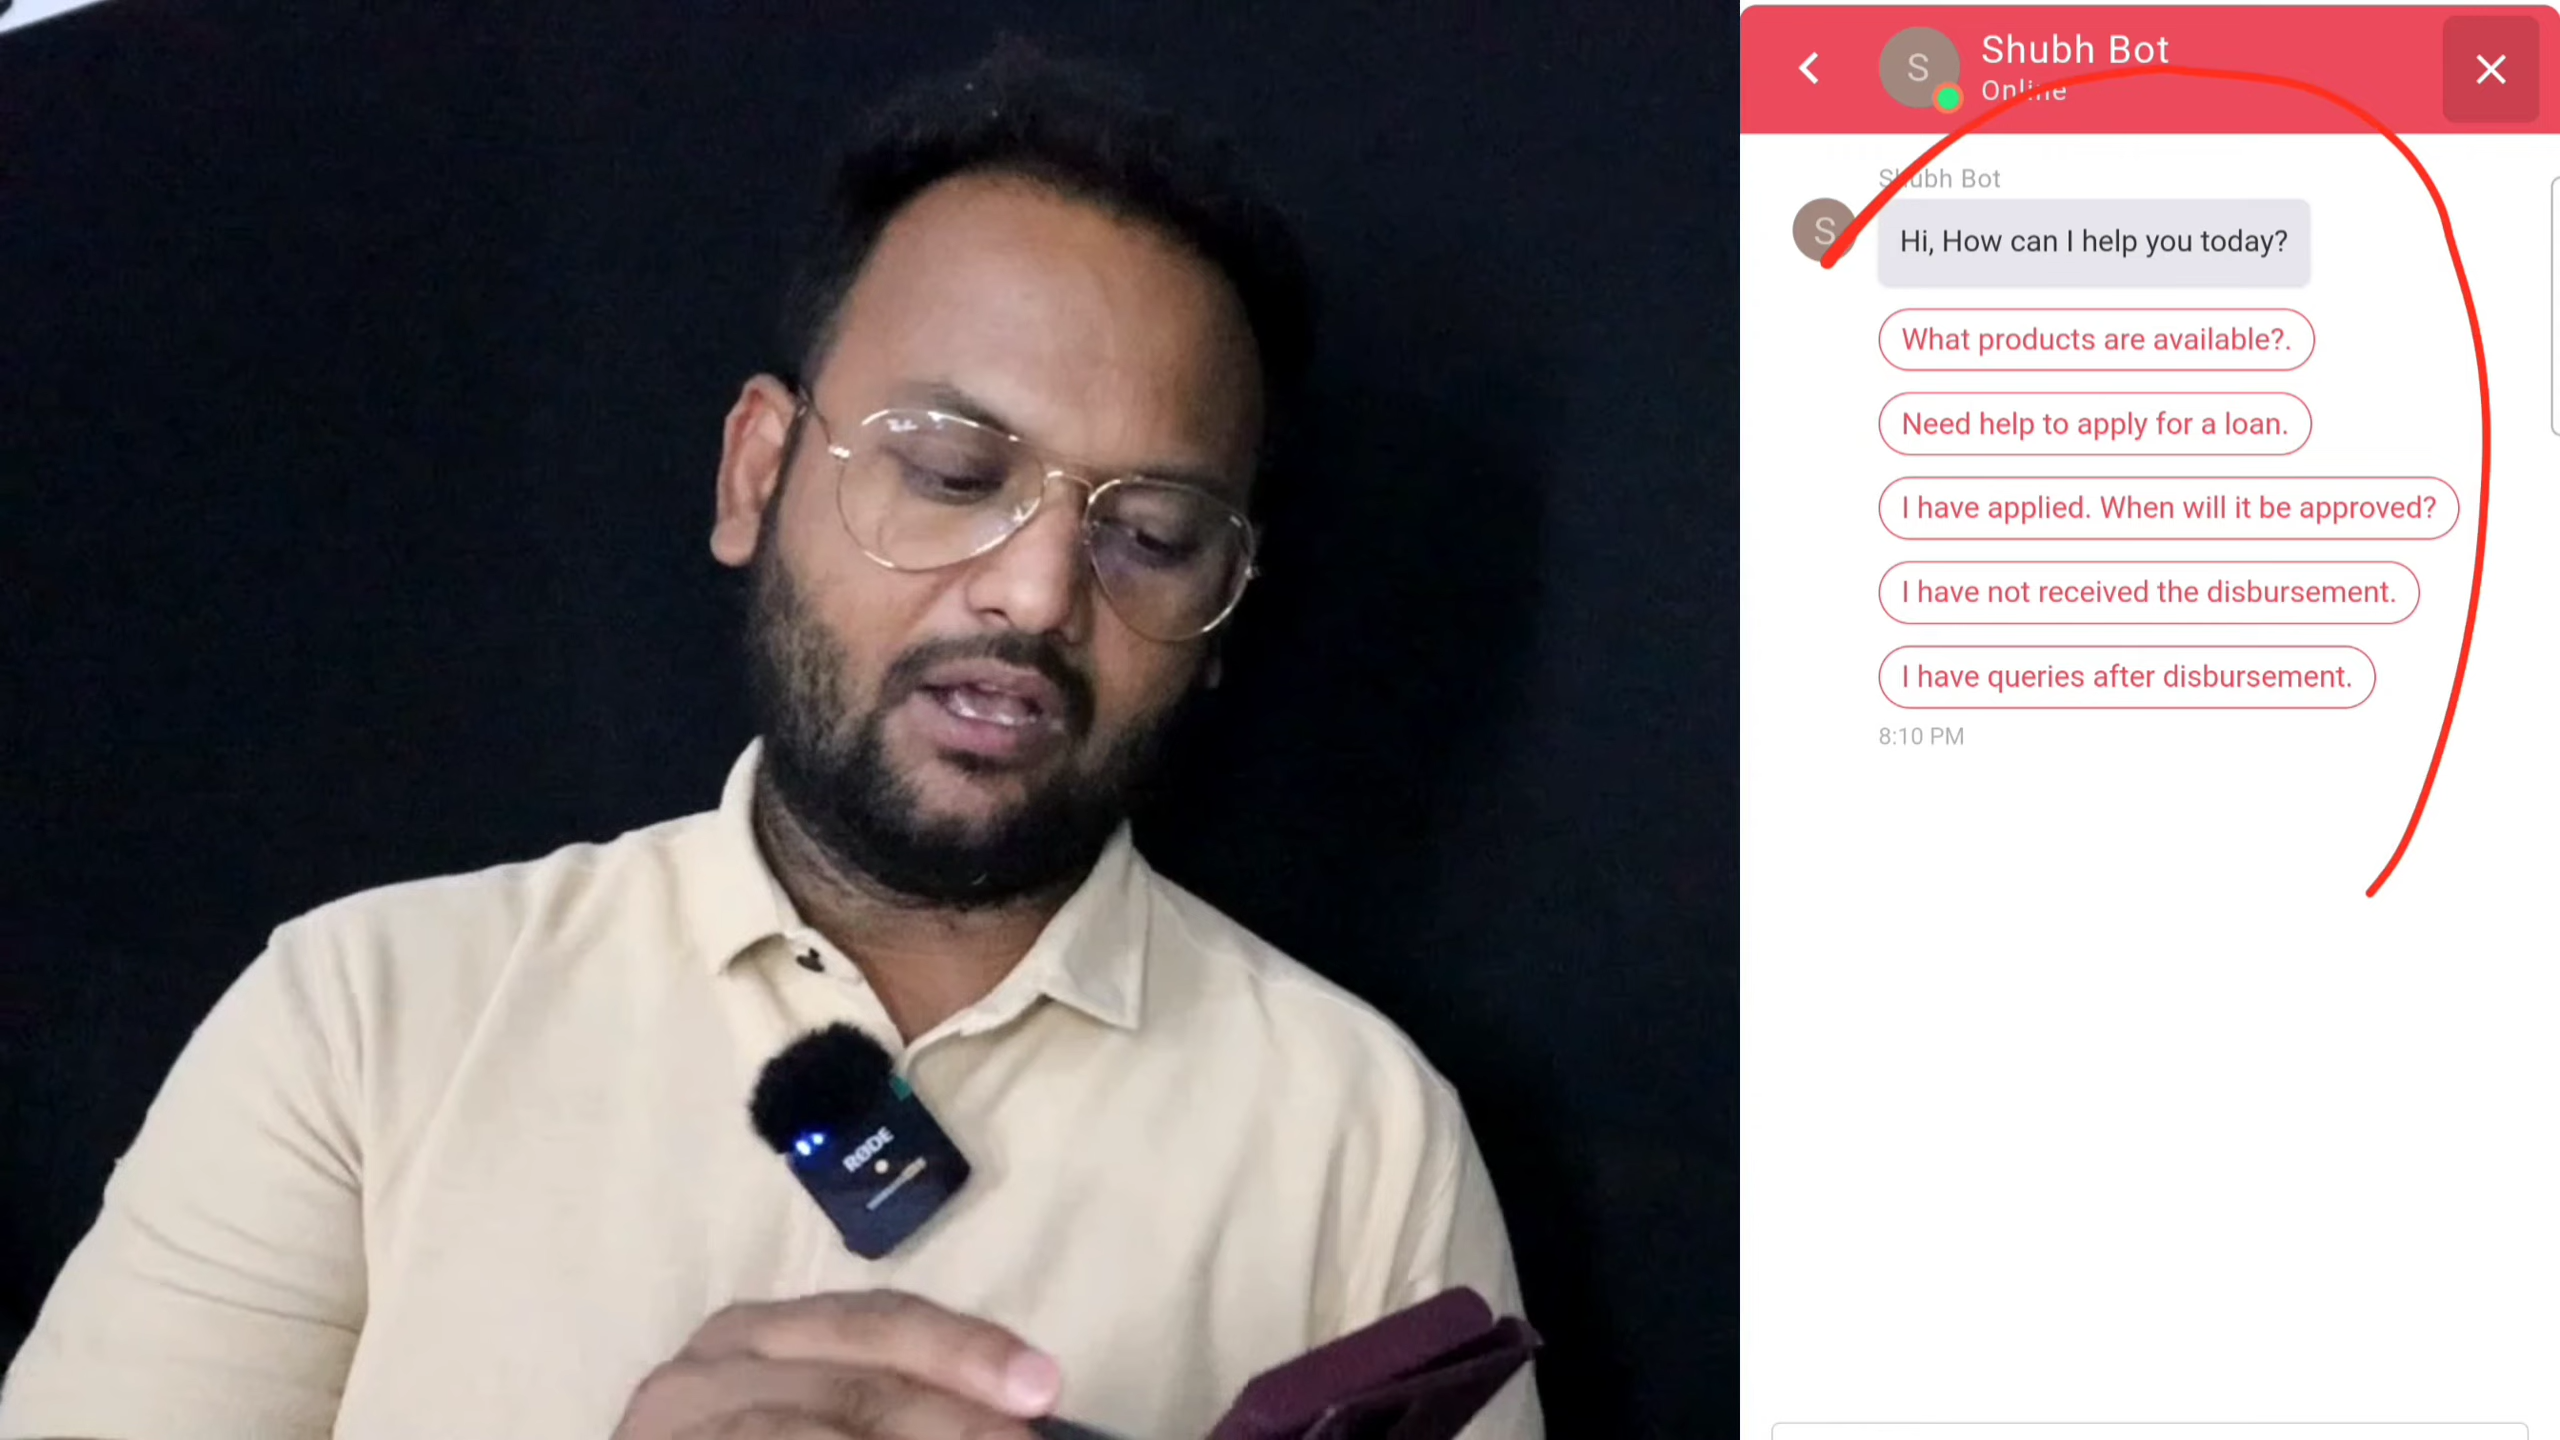 Shubh Bot
Online
S
Shubh Bot
S
Hi, How can I help you today?
What products are available?.
Need help to apply for a loan.
I have applied. When will it be approved?
I have not received the disbursement.
I have queries after disbursement.
8:10 PM
RØDE